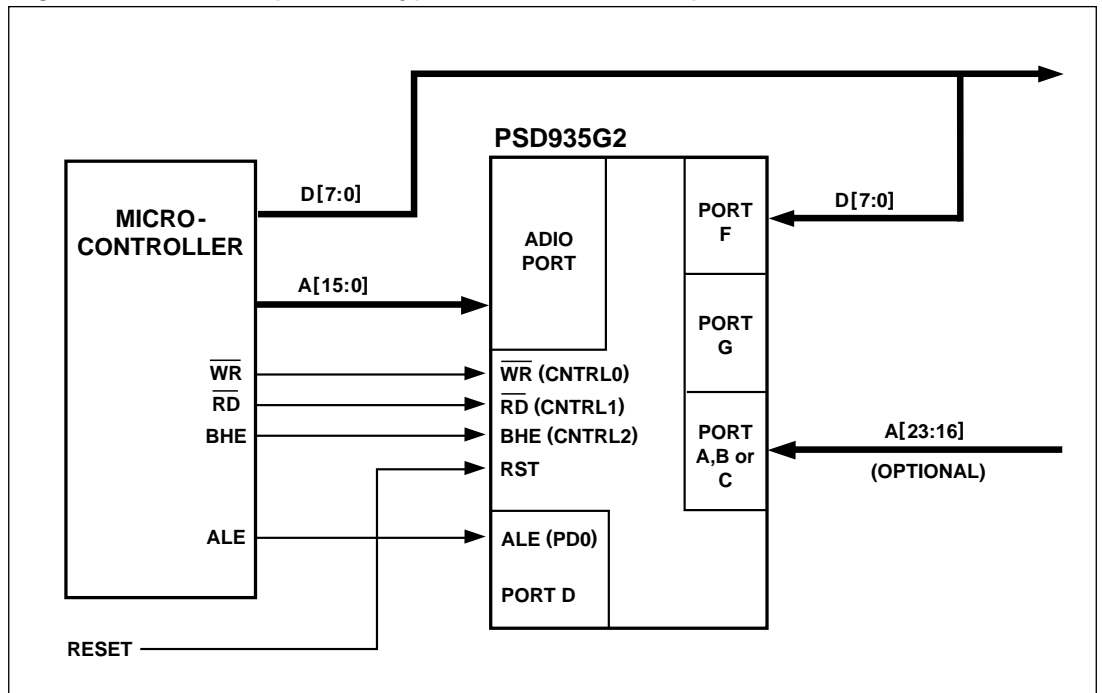 PSD935G2
MICRO-
CONTROLLER
D[7:0]
A[15:0]
WR
RD
BHE
ALE
RESET
ADIO
PORT
WR (CNTRL0)
RD (CNTRL1)
BHE (CNTRL2)
RST
ALE (PD0)
PORT D
PORT
F
PORT
G
PORT
A,B or
C
D[7:0]
A[23:16]
(OPTIONAL)